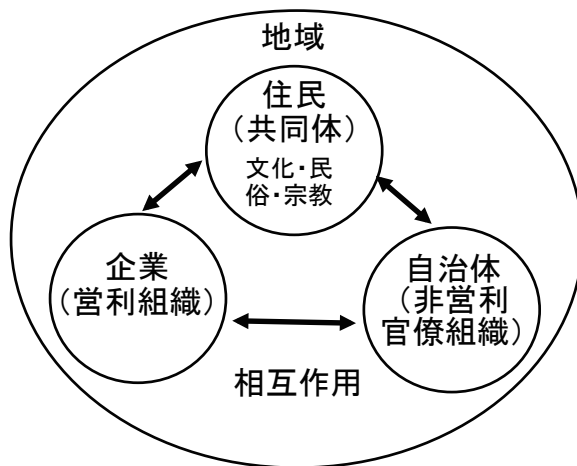 地域
住民
（共同体）
文化・民
俗・宗教
企業
（営利組織）
自治体
（非営利
官僚組織）
相互作用